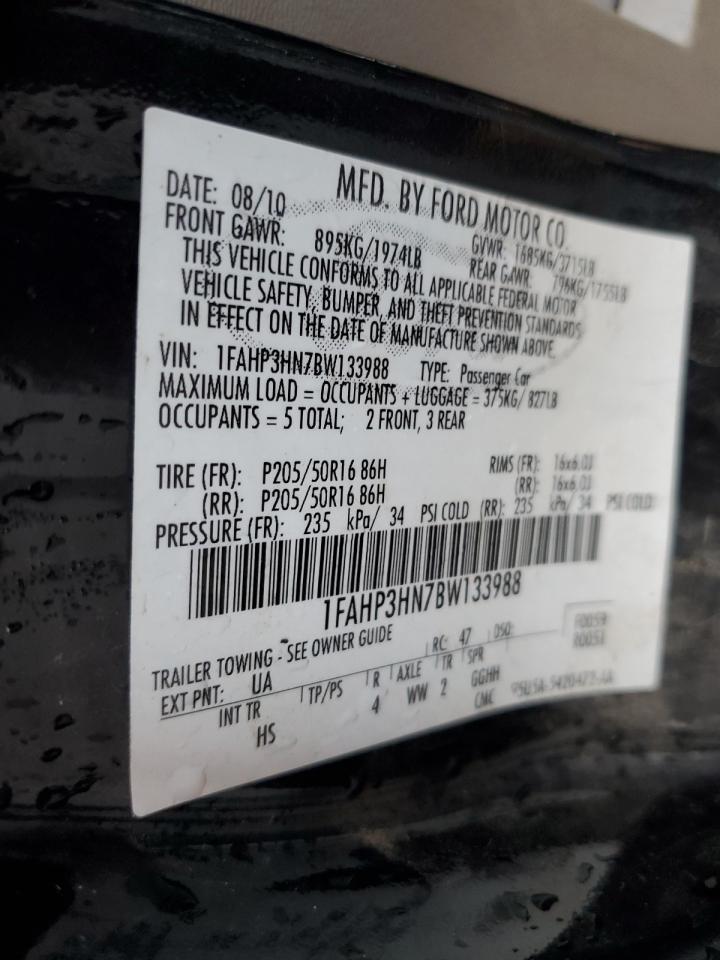 MFD. BY FORD MOTOR CO.
DATE: 08/10 GVWR: 1685KG/3715LB
FRONT GAWR: 895KG/1974LB REAR GAWR: 796KG/1755LB
THIS VEHICLE CONFORMS TO ALL APPLICABLE FEDERAL MOTOR
VEHICLE SAFETY, BUMPER, AND THEFT PREVENTION STANDARDS
IN EFFECT ON THE DATE OF MANUFACTURE SHOWN ABOVE.
VIN: 1FAHP3HN7BW133988 TYPE: Passenger Car
MAXIMUM LOAD = OCCUPANTS + LUGGAGE = 375KG/ 827LB
OCCUPANTS = 5 TOTAL; 2 FRONT, 3 REAR
TIRE (FR): P205/50R16 86H RIMS (FR): 16x6.0J
(RR): P205/50R16 86H (RR): 16x6.0J
PRESSURE (FR): 235 kPa/ 34 PSI COLD (RR): 235 kPa/ 34 PSI COLD
1FAHP3HN7BW133988
TRAILER TOWING - SEE OWNER GUIDE RC: 47 DSO:
EXT PNT: UA INT TR TP/PS R AXLE TR SPR
HS 4 WW 2 GGHH
CMC